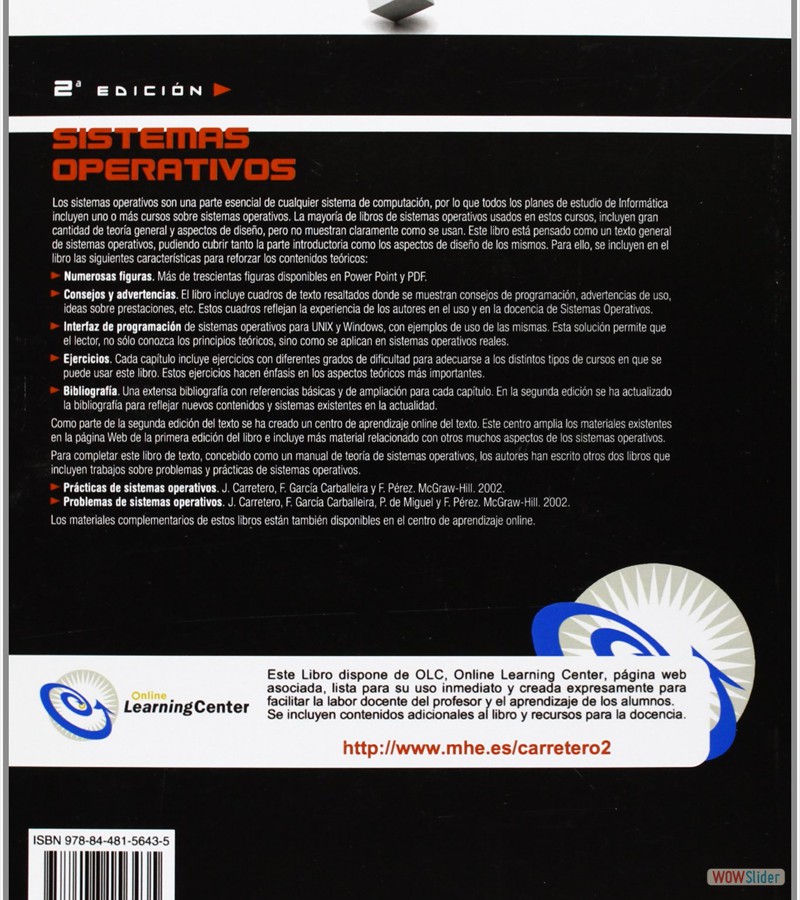 2ª EDICIÓN
SISTEMAS
OPERATIVOS
Los sistemas operativos son una parte esencial de cualquier sistema de computación, por lo que todos los planes de estudio de Informática
incluyen uno o más cursos sobre sistemas operativos. La mayoría de libros de sistemas operativos usados en estos cursos, incluyen gran
cantidad de teoría general y aspectos de diseño, pero no muestran claramente como se usan. Este libro está pensado como un texto general
de sistemas operativos, pudiendo cubrir tanto la parte introductoria como los aspectos de diseño de los mismos. Para ello, se incluyen en el
libro las siguientes características para reforzar los contenidos teóricos:
Numerosas figuras. Más de trescientas figuras disponibles en Power Point y PDF.
Consejos y advertencias. El libro incluye cuadros de texto resaltados donde se muestran consejos de programación, advertencias de uso,
ideas sobre prestaciones, etc. Estos cuadros reflejan la experiencia de los autores en el uso y en la docencia de Sistemas Operativos.
Interfaz de programación de sistemas operativos para UNIX y Windows, con ejemplos de uso de las mismas. Esta solución permite que
el lector, no sólo conozca los principios teóricos, sino como se aplican en sistemas operativos reales.
Ejercicios. Cada capítulo incluye ejercicios con diferentes grados de dificultad para adecuarse a los distintos tipos de cursos en que se
puede usar este libro. Estos ejercicios hacen énfasis en los aspectos teóricos más importantes.
Bibliografía. Una extensa bibliografía con referencias básicas y de ampliación para cada capítulo. En la segunda edición se ha actualizado
la bibliografía para reflejar nuevos contenidos y sistemas existentes en la actualidad.
Como parte de la segunda edición del texto se ha creado un centro de aprendizaje online del texto. Este centro amplia los materiales existentes
en la página Web de la primera edición del libro e incluye más material relacionado con otros muchos aspectos de los sistemas operativos.
Para completar este libro de texto, concebido como un manual de teoría de sistemas operativos, los autores han escrito otros dos libros que
incluyen trabajos sobre problemas y prácticas de sistemas operativos.
Prácticas de sistemas operativos. J. Carretero, F. García Carballeira y F. Pérez. McGraw-Hill. 2002.
Problemas de sistemas operativos. J. Carretero, F. García Carballeira, P. de Miguel y F. Pérez. McGraw-Hill. 2002.
Los materiales complementarios de estos libros están también disponibles en el centro de aprendizaje online.
Online
LearningCenter
Este Libro dispone de OLC, Online Learning Center, página web
asociada, lista para su uso inmediato y creada expresamente para
facilitar la labor docente del profesor y el aprendizaje de los alumnos.
Se incluyen contenidos adicionales al libro y recursos para la docencia.
http://www.mhe.es/carretero2
ISBN 978-84-481-5643-5
WOWSlider